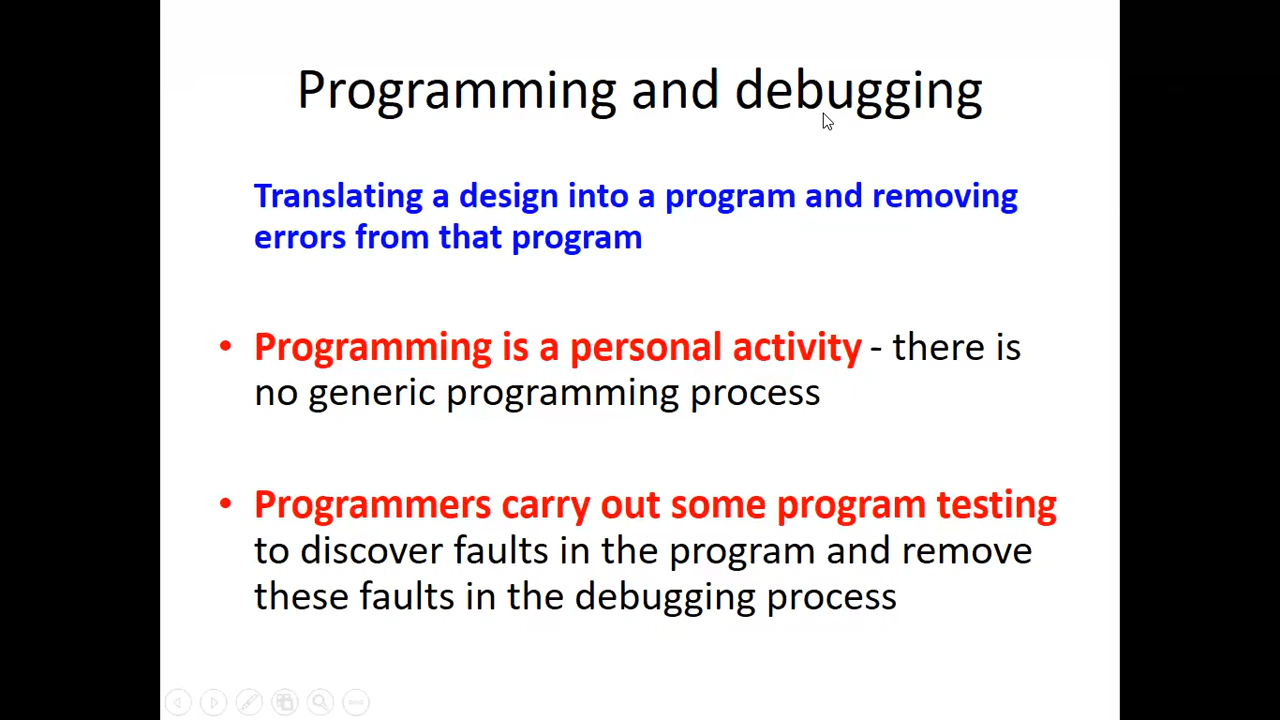 Programming and debugging
Translating a design into a program and removing
errors from that program
• Programming is a personal activity - there is
no generic programming process
• Programmers carry out some program testing
to discover faults in the program and remove
these faults in the debugging process